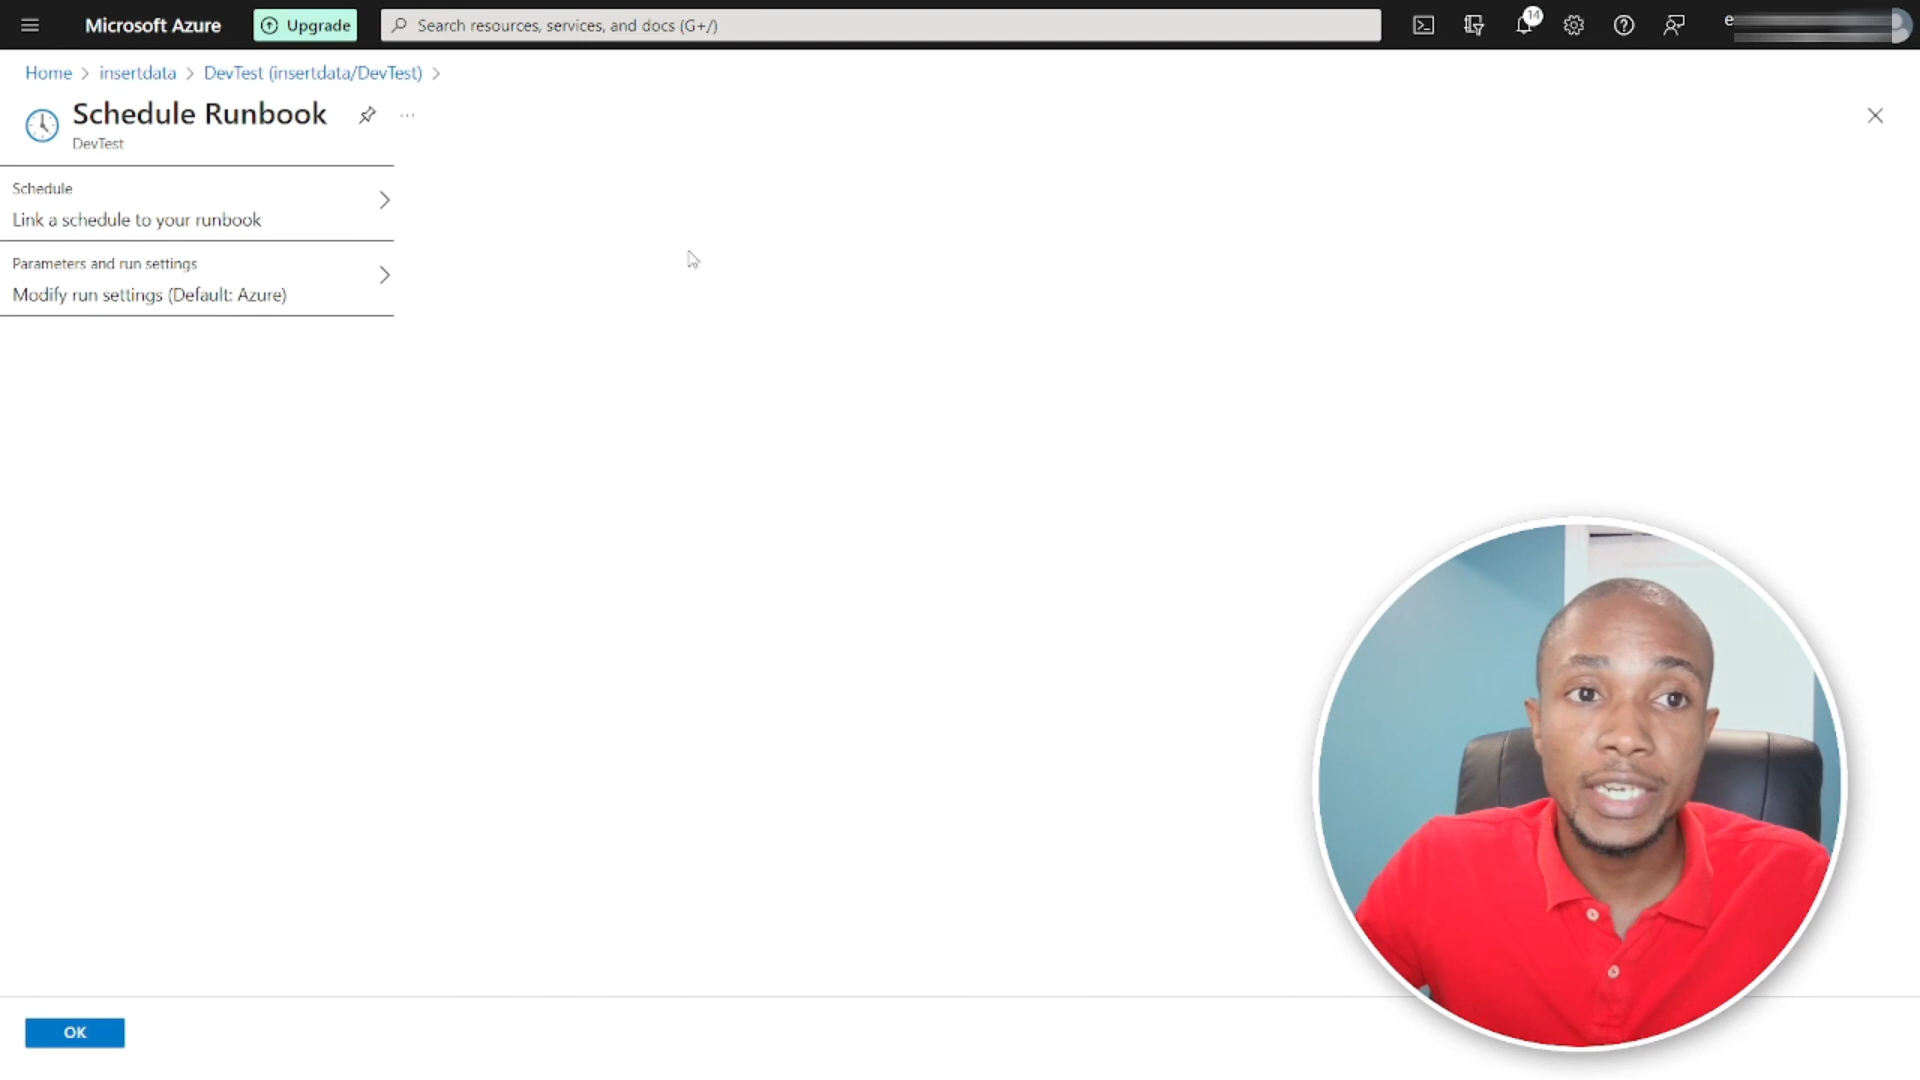 Microsoft Azure
Upgrade
Search resources, services, and docs (G+/)
14
e
Home > insertdata > DevTest (insertdata/DevTest) >
Schedule Runbook
...
DevTest
Schedule
Link a schedule to your runbook
Parameters and run settings
Modify run settings (Default: Azure)
OK